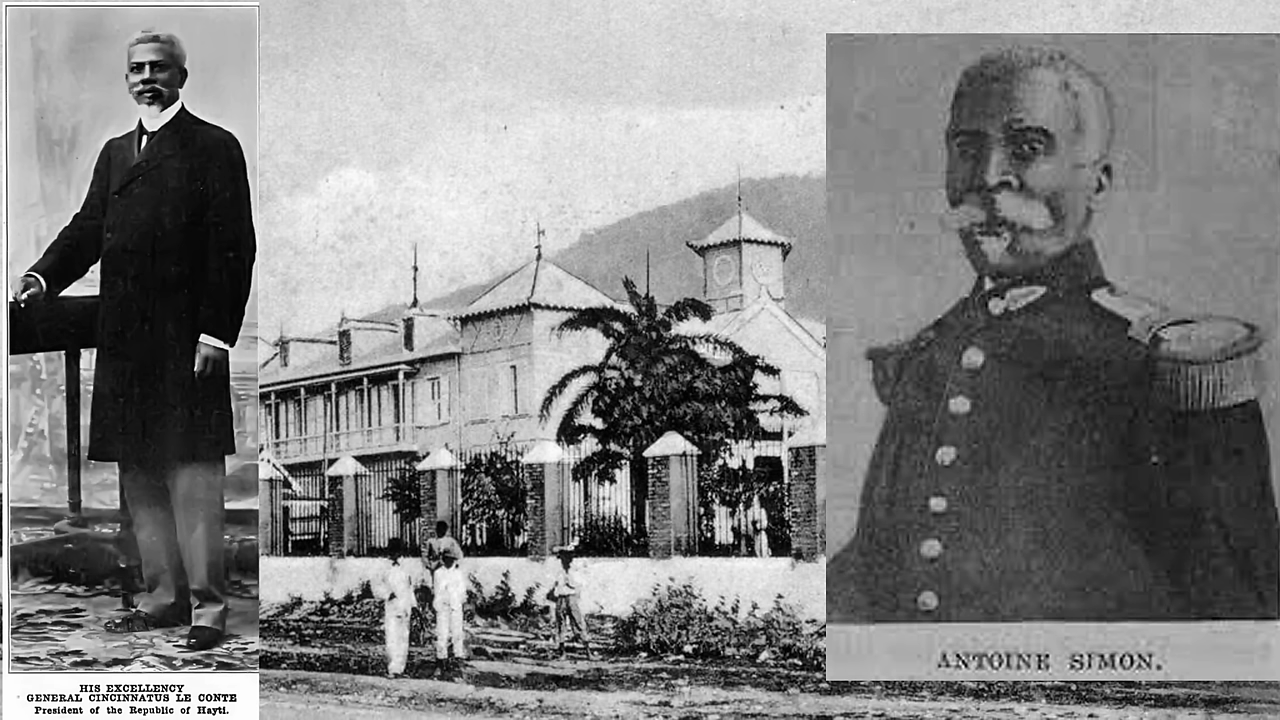 HIS EXCELLENCY
GENERAL CINCINNATUS LE CONTE
President of the Republic of Hayti.
ANTOINE SIMON.